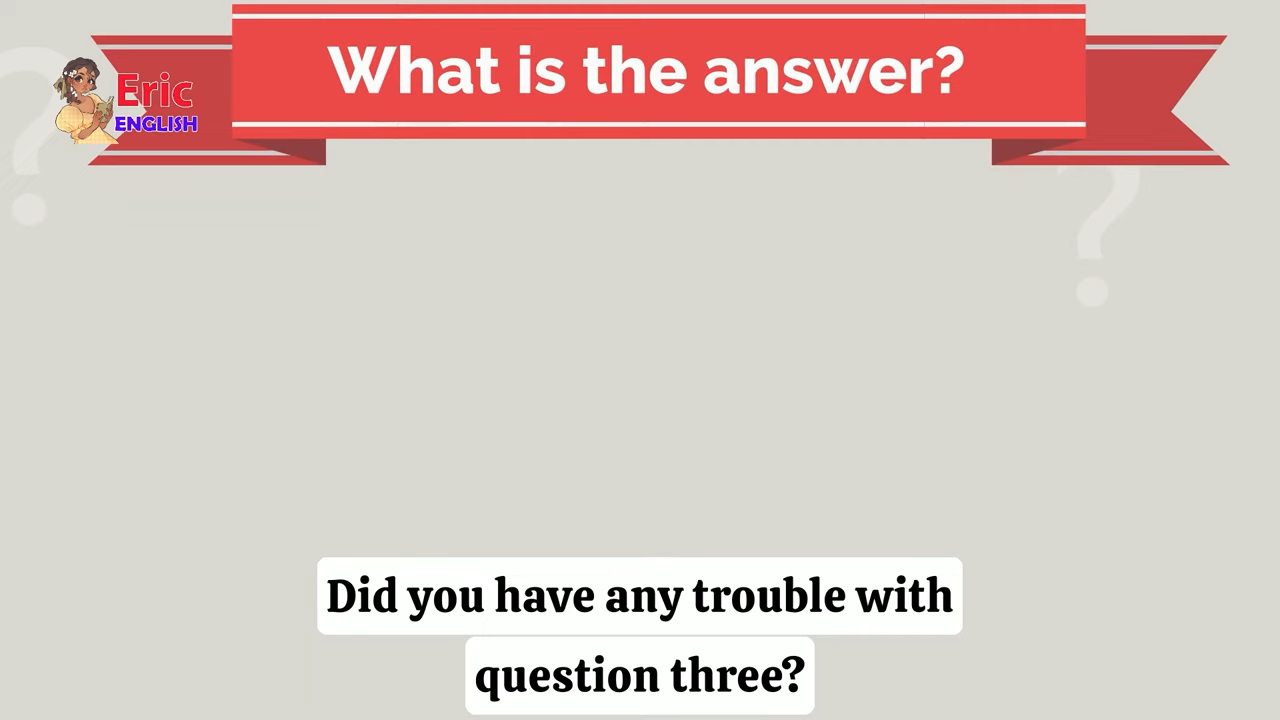 What is the answer?
Eric
ENGLISH
Did you have any trouble with
question three?